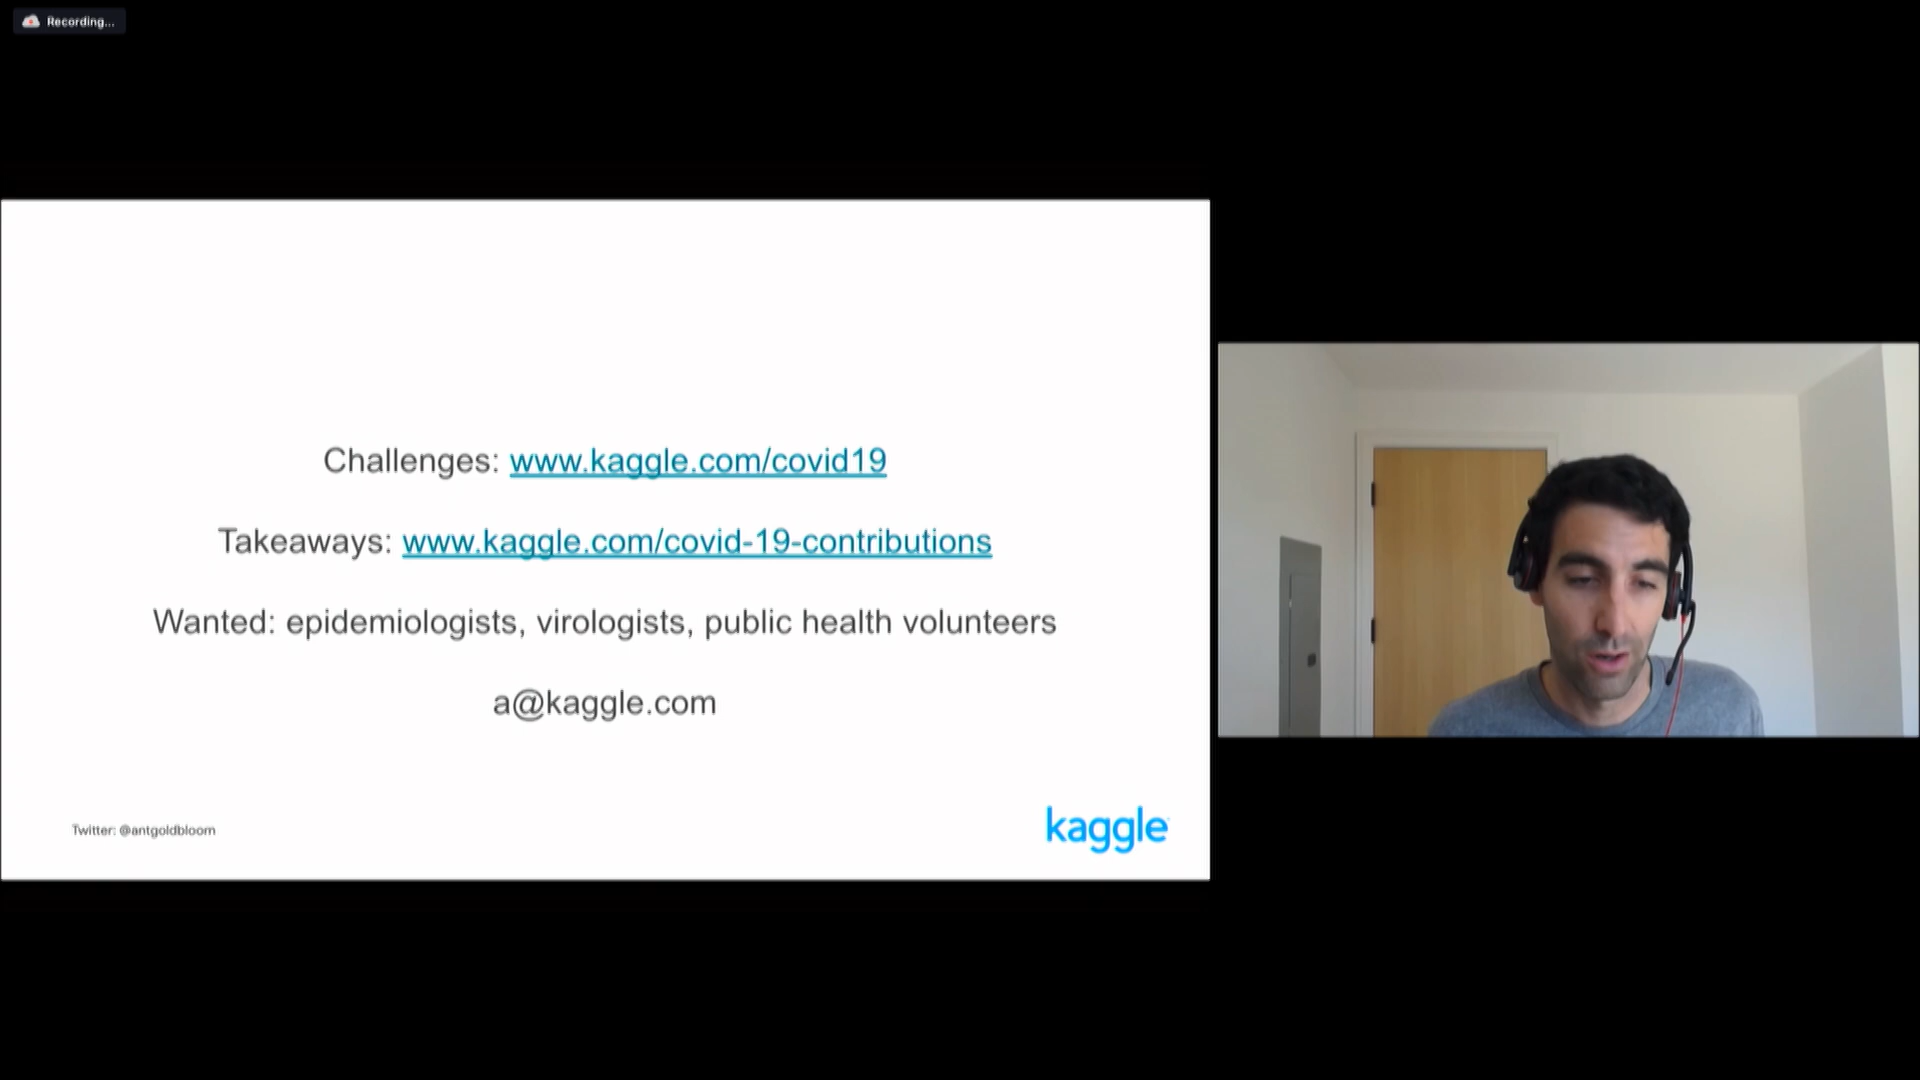 Recording...
Challenges: www.kaggle.com/covid19
Takeaways: www.kaggle.com/covid-19-contributions
Wanted: epidemiologists, virologists, public health volunteers
a@kaggle.com
Twitter: @antgoldbloom
kaggle